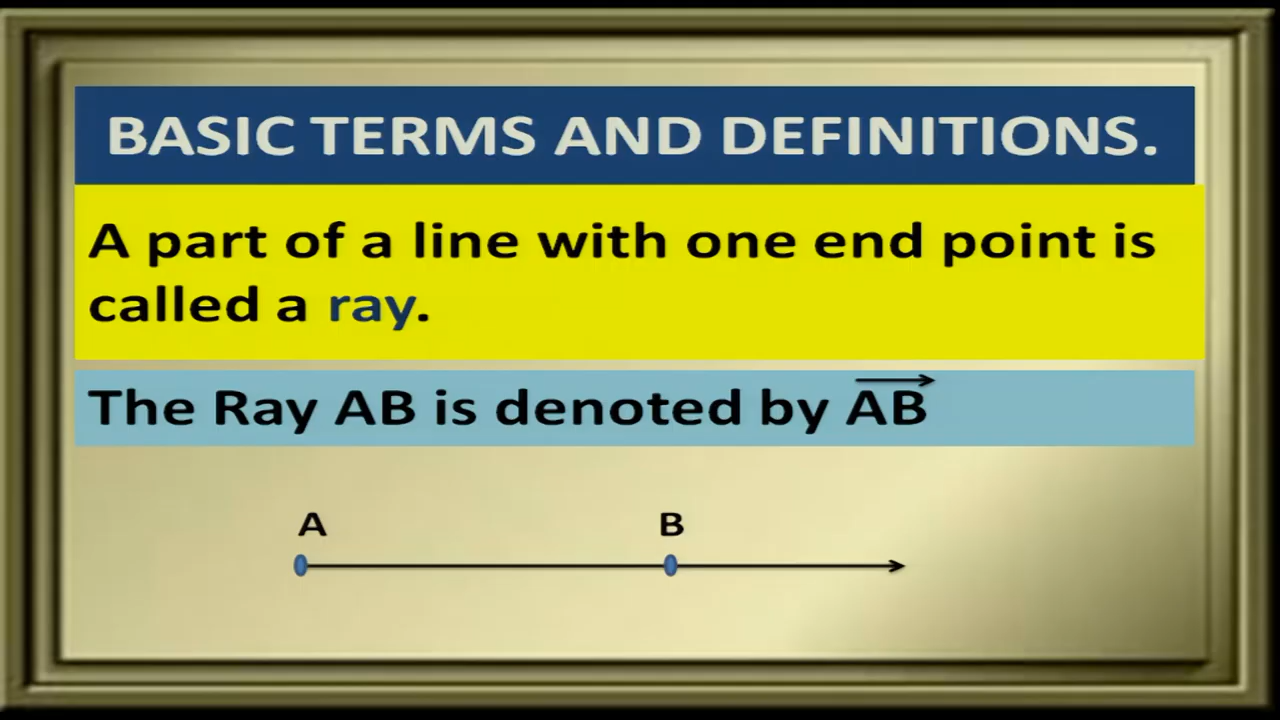 BASIC TERMS AND DEFINITIONS.
A part of a line with one end point is
called a ray.
The Ray AB is denoted by A⃗B⃗
A B